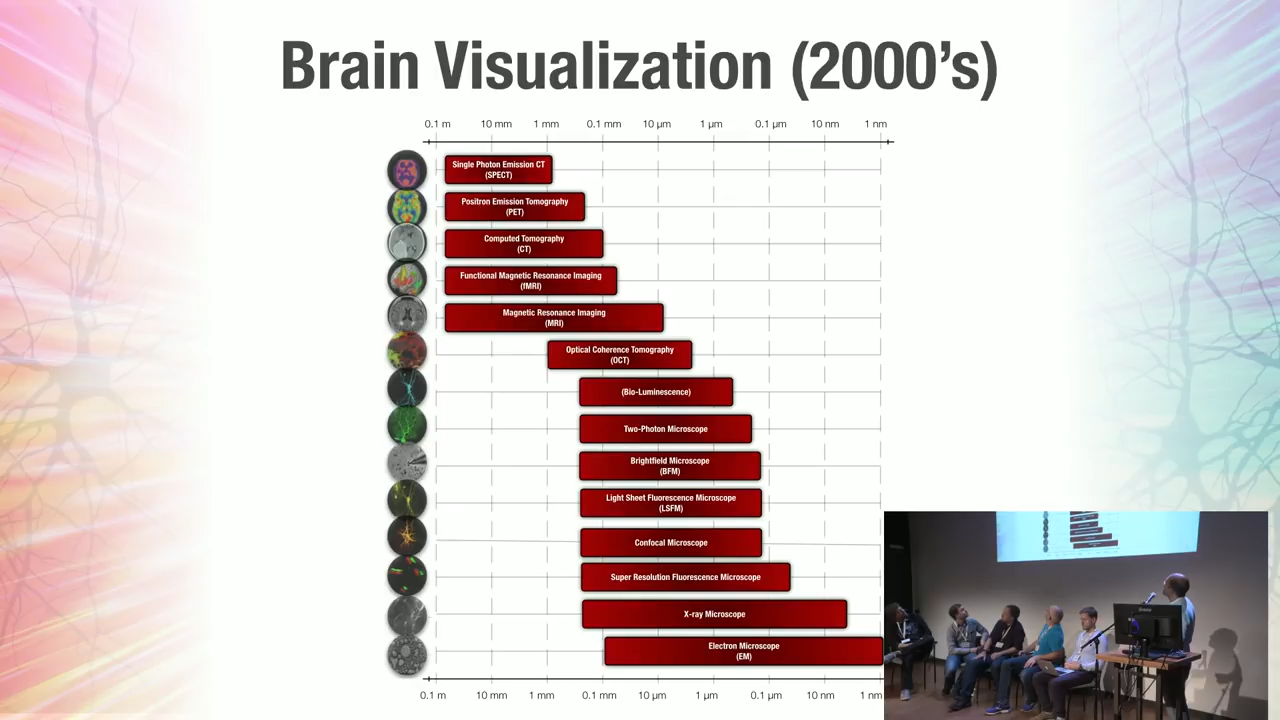 Brain Visualization (2000's)
0.1 m 10 mm 1 mm 0.1 mm 10 µm 1 µm 0.1 µm 10 nm 1 nm
Single Photon Emission CT
(SPECT)
Positron Emission Tomography
(PET)
Computed Tomography
(CT)
Functional Magnetic Resonance Imaging
(fMRI)
Magnetic Resonance Imaging
(MRI)
Optical Coherence Tomography
(OCT)
(Bio-Luminescence)
Two-Photon Microscope
Brightfield Microscope
(BFM)
Light Sheet Fluorescence Microscope
(LSFM)
Confocal Microscope
Super Resolution Fluorescence Microscope
X-ray Microscope
Electron Microscope
(EM)
0.1 m 10 mm 1 mm 0.1 mm 10 µm 1 µm 0.1 µm 10 nm 1 nm